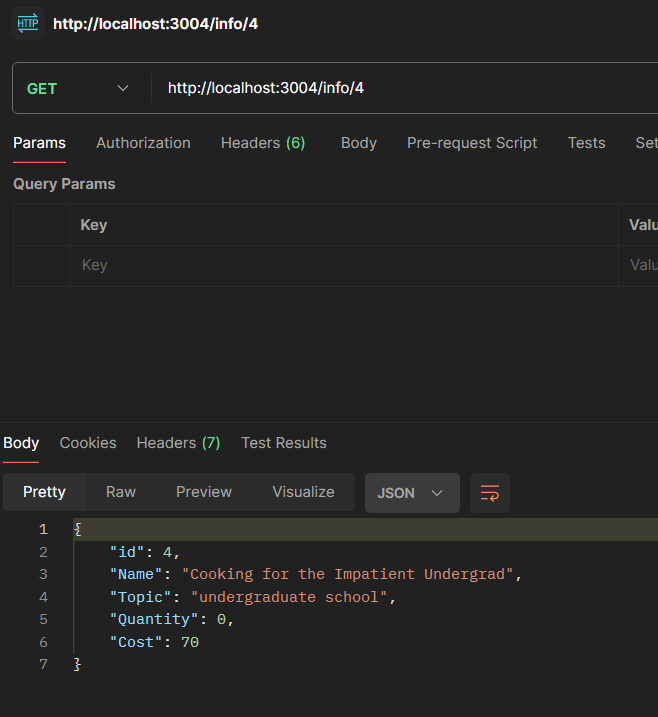 HTTP http://localhost:3004/info/4
GET http://localhost:3004/info/4
Params Authorization Headers (6) Body Pre-request Script Tests Set
Query Params
Key Valu
Key Valu
Body Cookies Headers (7) Test Results
Pretty Raw Preview Visualize JSON
1 {
2 "id": 4,
3 "Name": "Cooking for the Impatient Undergrad",
4 "Topic": "undergraduate school",
5 "Quantity": 0,
6 "Cost": 70
7 }